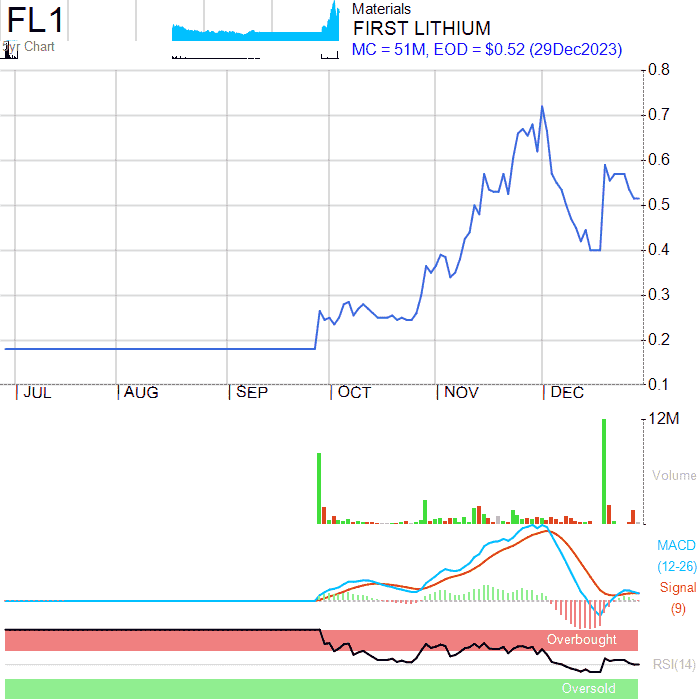 FL1
5yr Chart
Materials
FIRST LITHIUM
MC = 51M, EOD = $0.52 (29Dec2023)
0.8
0.7
0.6
0.5
0.4
0.3
0.2
0.1
JUL AUG SEP OCT NOV DEC
12M
Volume
MACD
(12-26)
Signal
(9)
Overbought
RSI(14)
Oversold